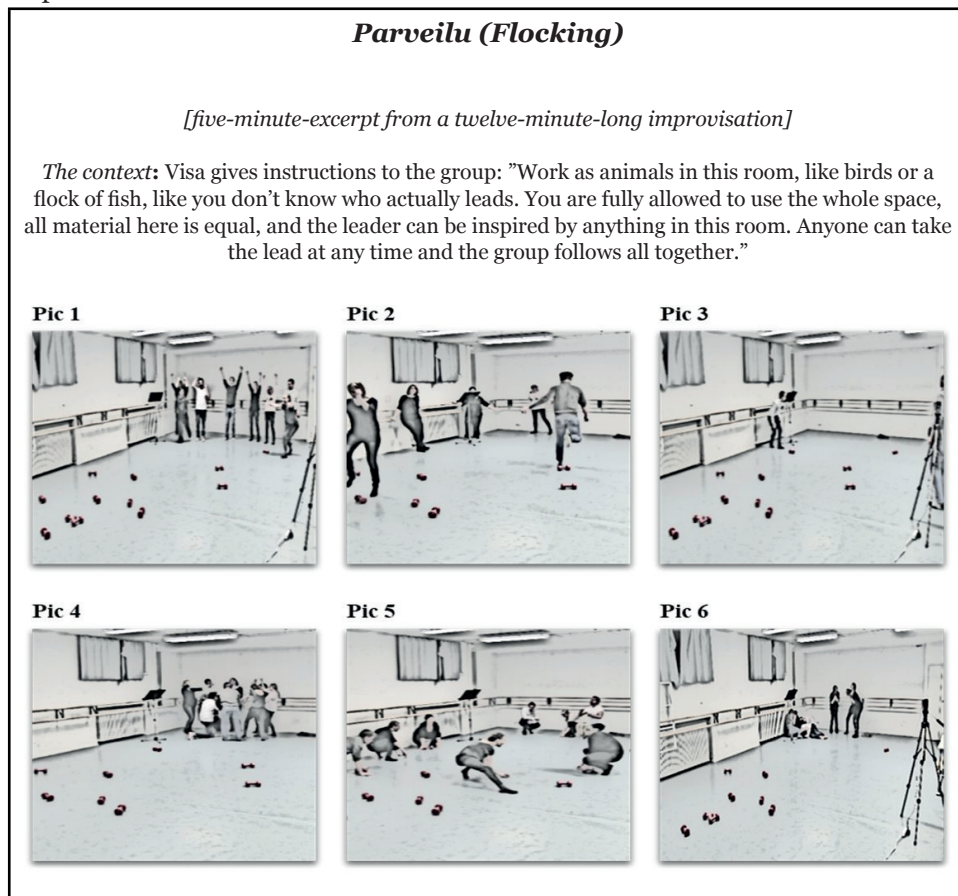 Parveilu (Flocking)
[five-minute-excerpt from a twelve-minute-long improvisation]
The context: Visa gives instructions to the group: ”Work as animals in this room, like birds or a
flock of fish, like you don’t know who actually leads. You are fully allowed to use the whole space,
all material here is equal, and the leader can be inspired by anything in this room. Anyone can take
the lead at any time and the group follows all together.”
Pic 1
Pic 2
Pic 3
Pic 4
Pic 5
Pic 6